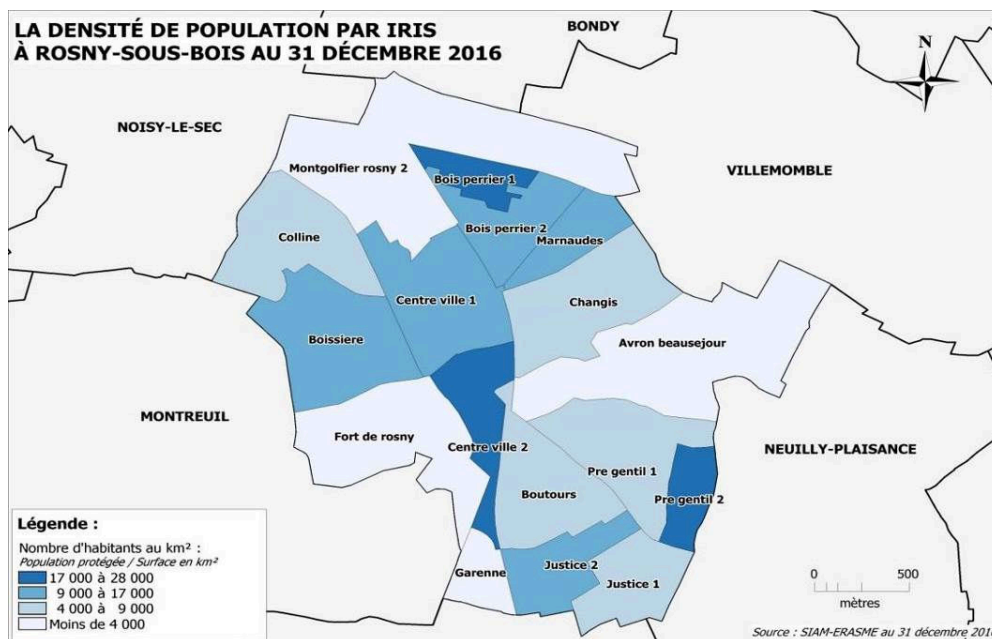 LA DENSITÉ DE POPULATION PAR IRIS
À ROSNY-SOUS-BOIS AU 31 DÉCEMBRE 2016
BONDY
N
NOISY-LE-SEC
VILLEMOMBLE
Montgolfier rosny 2
Bois perrier 1
Bois perrier 2
Marnaudes
Colline
Centre ville 1
Changis
Boissiere
Avron beausejour
MONTREUIL
Fort de rosny
Centre ville 2
NEUILLY-PLAISANCE
Pre gentil 1
Boutours
Pre gentil 2
Garenne
Justice 2
Justice 1
Légende :
Nombre d'habitants au km² :
Population protégée / Surface en km²
17 000 à 28 000
9 000 à 17 000
4 000 à 9 000
Moins de 4 000
0 500
mètres
Source : SIAM-ERASME au 31 décembre 2016